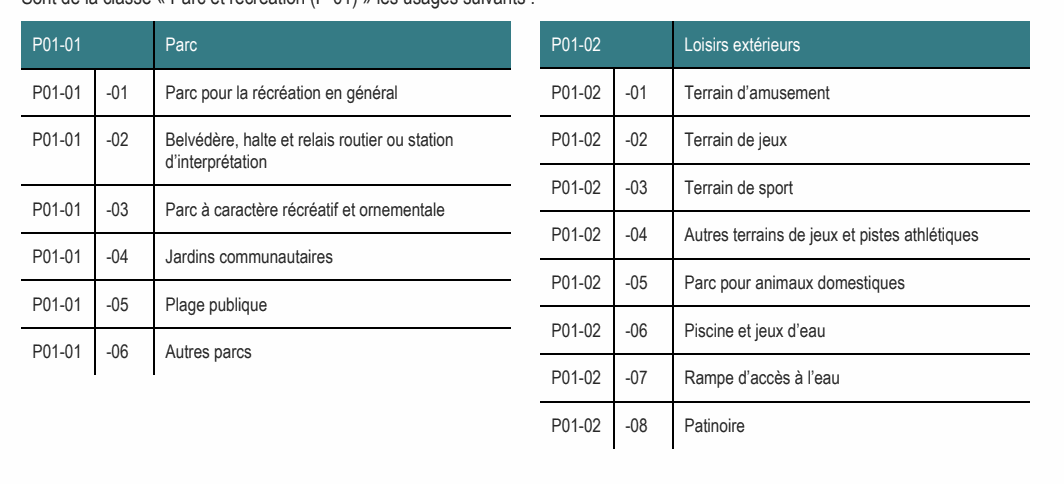 Sont de la classe « Parc et récréation (P-01) » les usages suivants :
P01-01 Parc
P01-01 -01 Parc pour la récréation en général
P01-01 -02 Belvédère, halte et relais routier ou station
d’interprétation
P01-01 -03 Parc à caractère récréatif et ornementale
P01-01 -04 Jardins communautaires
P01-01 -05 Plage publique
P01-01 -06 Autres parcs
P01-02 Loisirs extérieurs
P01-02 -01 Terrain d’amusement
P01-02 -02 Terrain de jeux
P01-02 -03 Terrain de sport
P01-02 -04 Autres terrains de jeux et pistes athlétiques
P01-02 -05 Parc pour animaux domestiques
P01-02 -06 Piscine et jeux d’eau
P01-02 -07 Rampe d’accès à l’eau
P01-02 -08 Patinoire